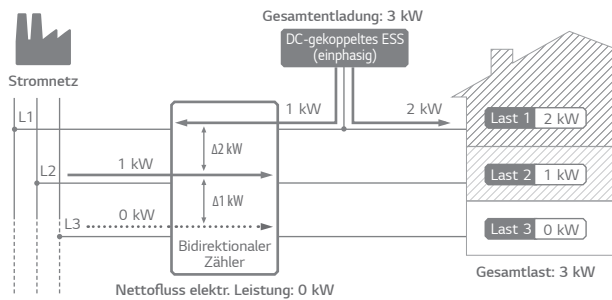 Gesamtentladung: 3 kW
DC-gekoppeltes ESS
(einphasig)
Stromnetz
1 kW
2 kW
L1
Last 1
2 kW
Δ2 kW
L2
1 kW
Last 2
1 kW
Δ1 kW
L3
0 kW
Last 3
0 kW
Bidirektionaler
Zähler
Gesamtlast: 3 kW
Nettofluss elektr. Leistung: 0 kW